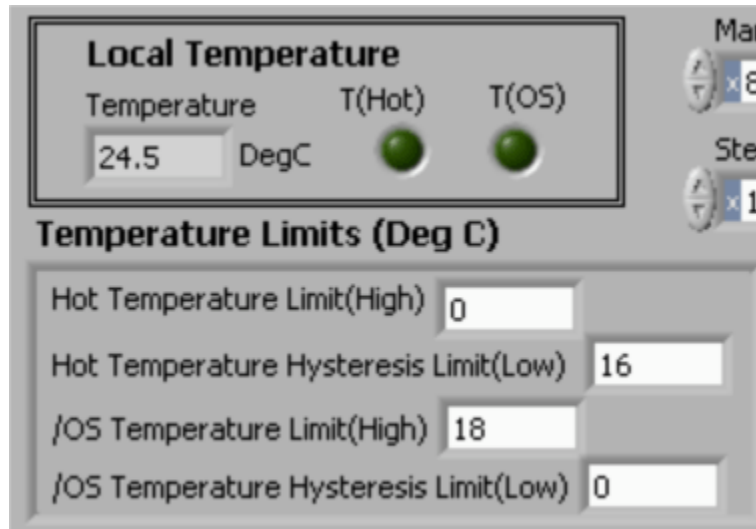 Local Temperature
Temperature T(Hot) T(OS)
24.5 DegC
Temperature Limits (Deg C)
Hot Temperature Limit(High) 0
Hot Temperature Hysteresis Limit(Low) 16
/OS Temperature Limit(High) 18
/OS Temperature Hysteresis Limit(Low) 0
x
x